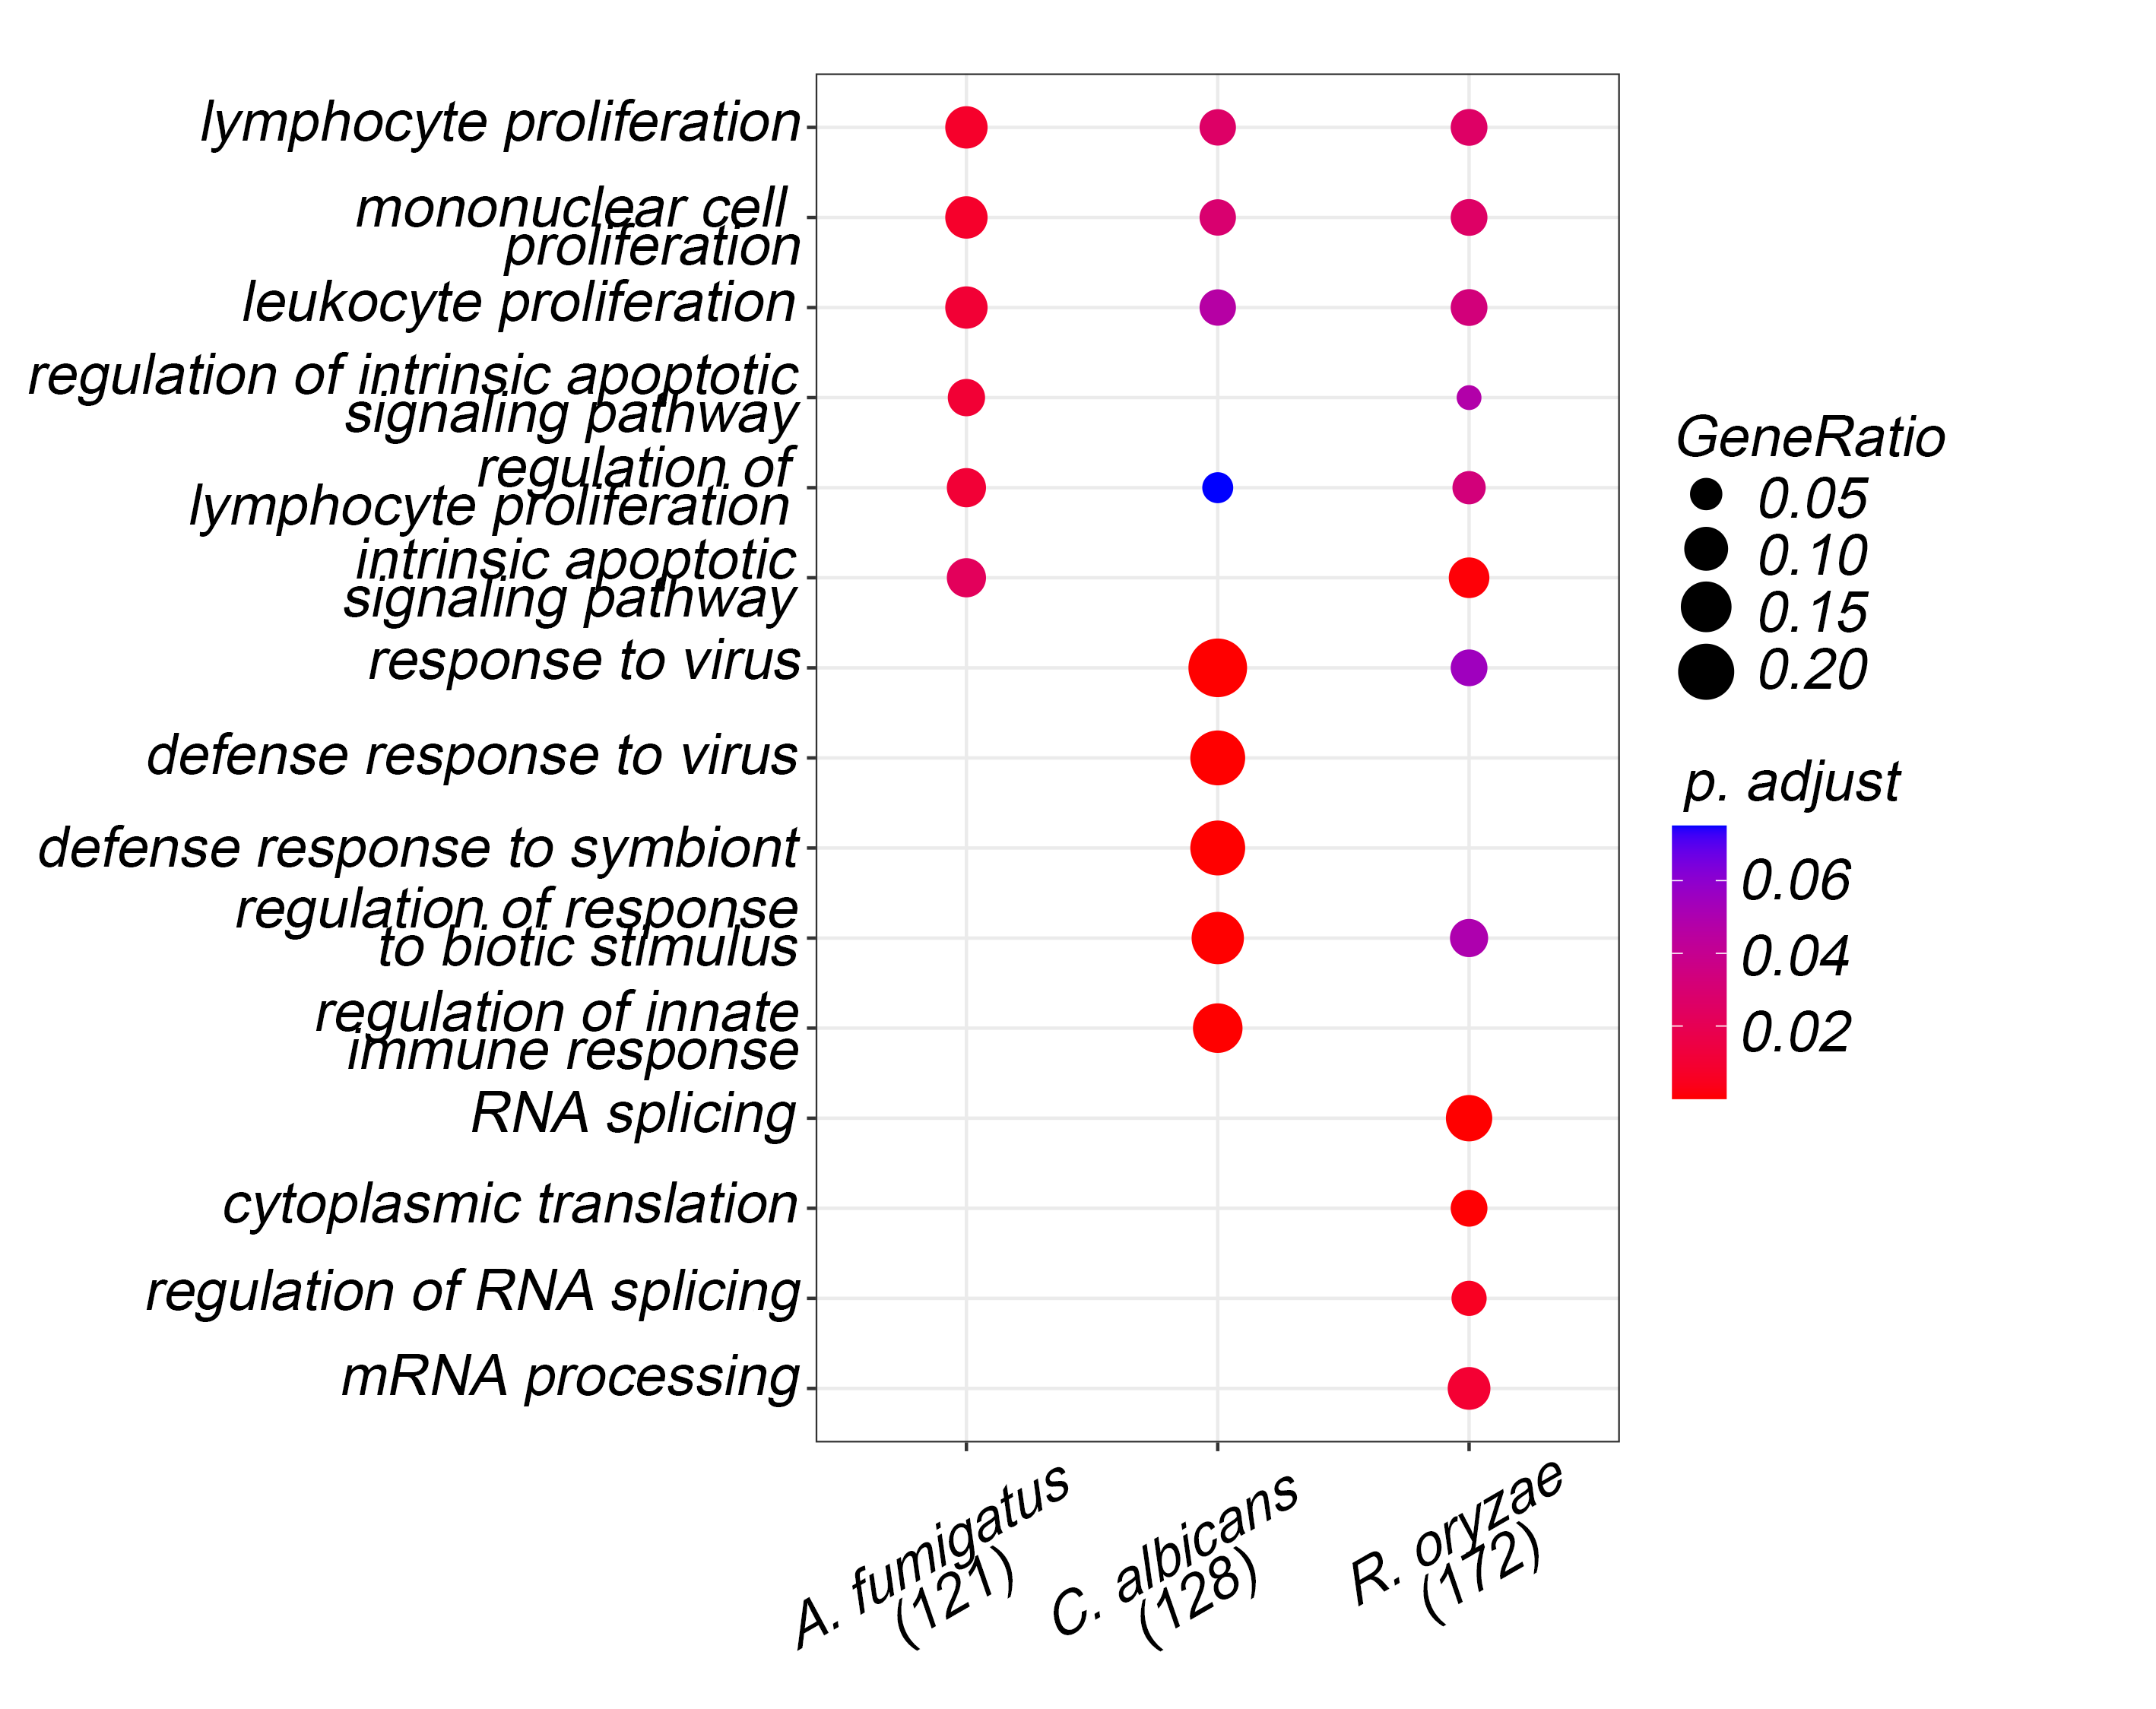 lymphocyte proliferation
mononuclear cell
proliferation
leukocyte proliferation
regulation of intrinsic apoptotic
signaling pathway
regulation of
lymphocyte proliferation
intrinsic apoptotic
signaling pathway
response to virus
defense response to virus
defense response to symbiont
regulation of response
to biotic stimulus
regulation of innate
immune response
RNA splicing
cytoplasmic translation
regulation of RNA splicing
mRNA processing
A. fumigatus
(121)
C. albicans
(128)
R. oryzae
(172)
GeneRatio
0.05
0.10
0.15
0.20
p. adjust
0.06
0.04
0.02